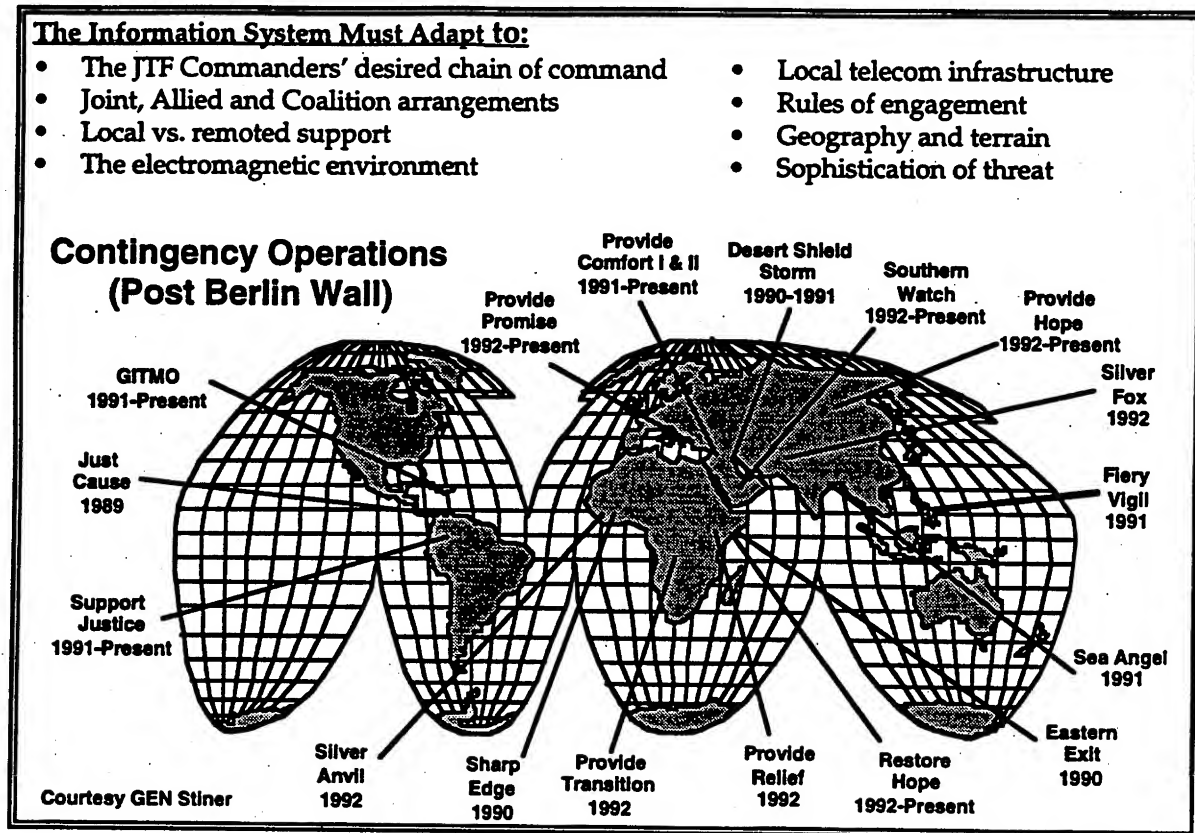 The Information System Must Adapt to:
• The JTF Commanders' desired chain of command
• Joint, Allied and Coalition arrangements
• Local vs. remoted support
• The electromagnetic environment
• Local telecom infrastructure
• Rules of engagement
• Geography and terrain
• Sophistication of threat
Contingency Operations
(Post Berlin Wall)
Provide
Promise
1992-Present
Provide
Comfort I & II
1991-Present
Desert Shield
Storm
1990-1991
Southern
Watch
1992-Present
Provide
Hope
1992-Present
Silver
Fox
1992
GITMO
1991-Present
Just
Cause
1989
Fiery
Vigil
1991
Support
Justice
1991-Present
Sea Angel
1991
Silver
Anvil
1992
Sharp
Edge
1990
Provide
Transition
1992
Provide
Relief
1992
Restore
Hope
1992-Present
Eastern
Exit
1990
Courtesy GEN Stiner